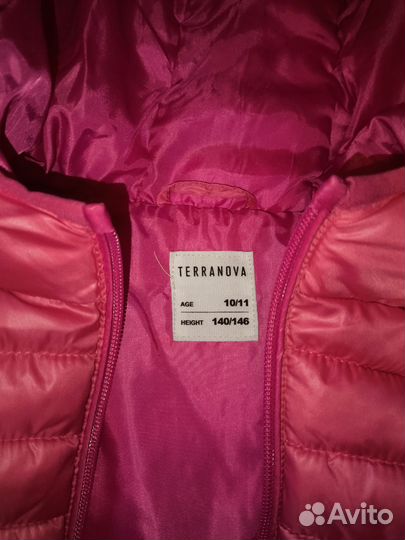 TERRANOVA
AGE 10/11
HEIGHT 140/146
Avito